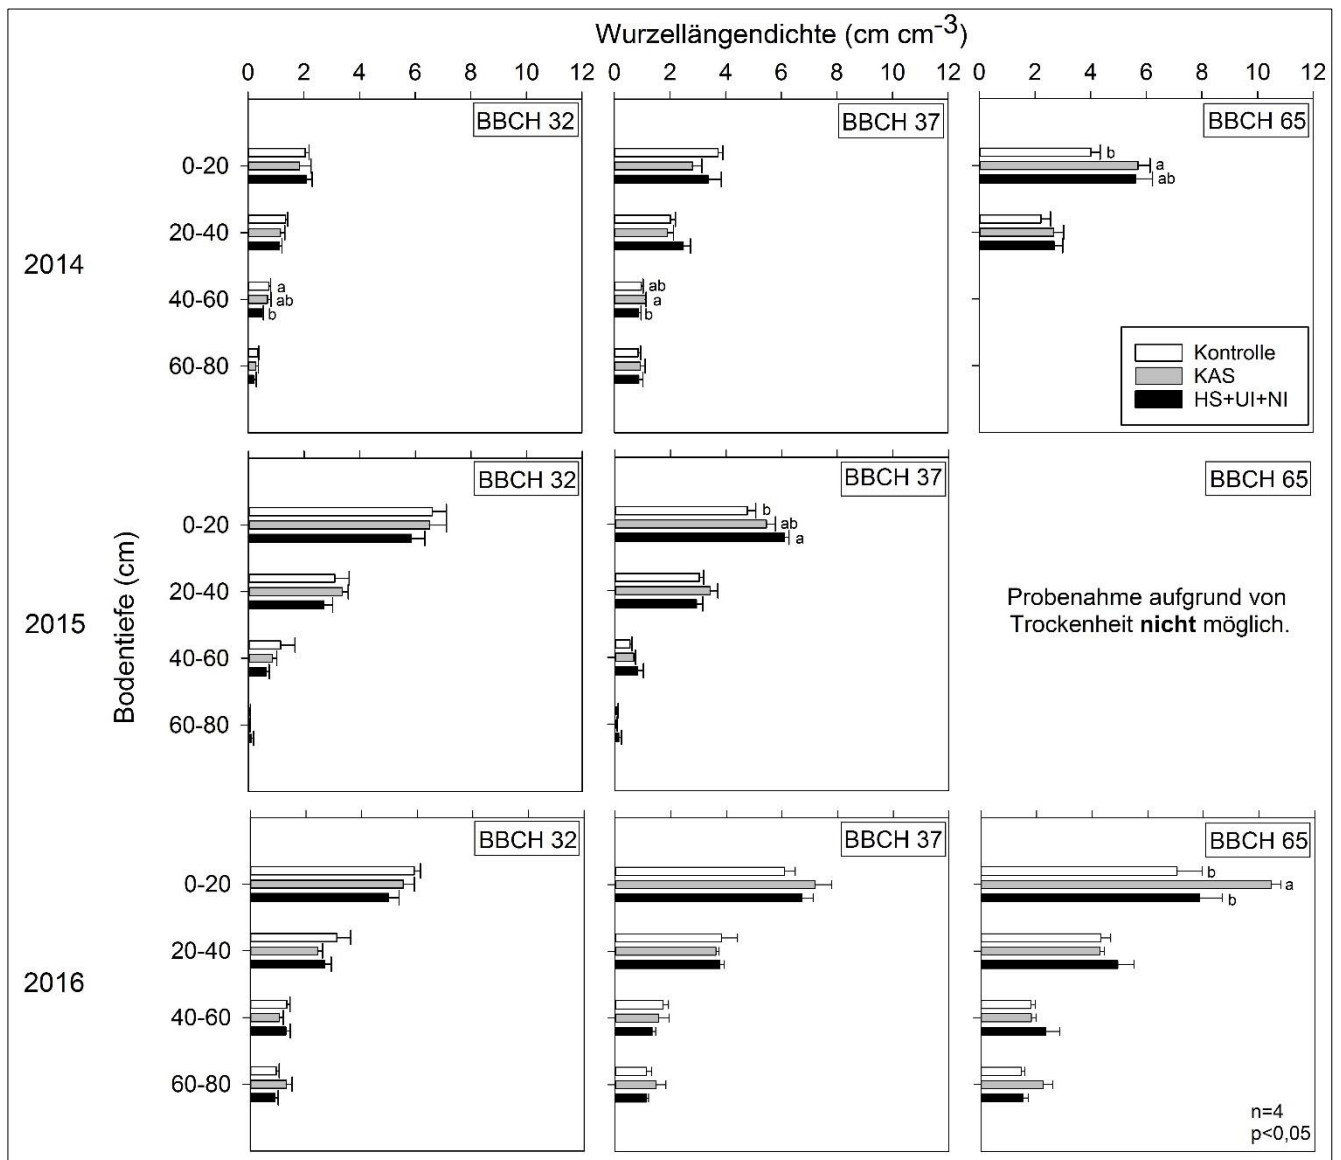 Wurzellängendichte (cm cm-3)
0 2 4 6 8 10 12 0 2 4 6 8 10 12 0 2 4 6 8 10 12
2014
BBCH 32
BBCH 37
BBCH 65
0-20
b
a
ab
20-40
40-60
a
ab
b
ab
a
b
60-80
Kontrolle
KAS
HS+UI+NI
Bodentiefe (cm)
2015
BBCH 32
BBCH 37
BBCH 65
0-20
b
ab
a
20-40
40-60
60-80
Probenahme aufgrund von
Trockenheit nicht möglich.
2016
BBCH 32
BBCH 37
BBCH 65
0-20
b
a
b
20-40
40-60
60-80
n=4
p<0,05